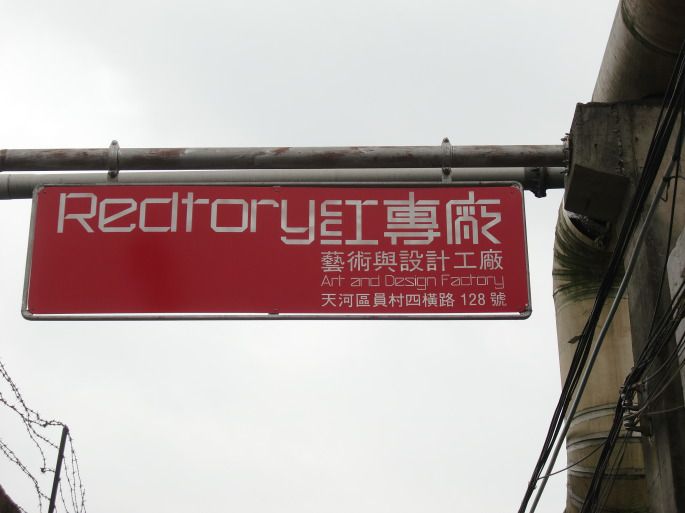 Redtory紅專廠
藝術與設計工廠
Art and Design Factory
天河區員村四橫路 128 號